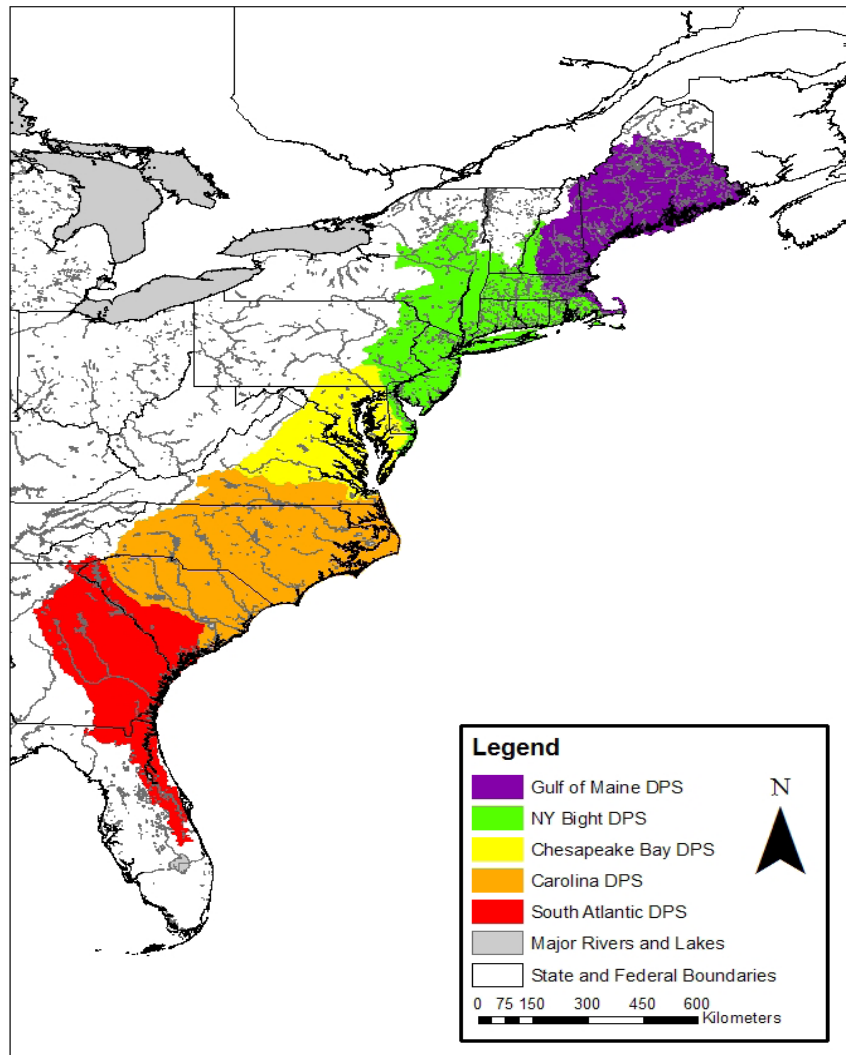 Legend
Gulf of Maine DPS
NY Bight DPS
Chesapeake Bay DPS
Carolina DPS
South Atlantic DPS
Major Rivers and Lakes
State and Federal Boundaries
N
0 75 150 300 450 600
Kilometers